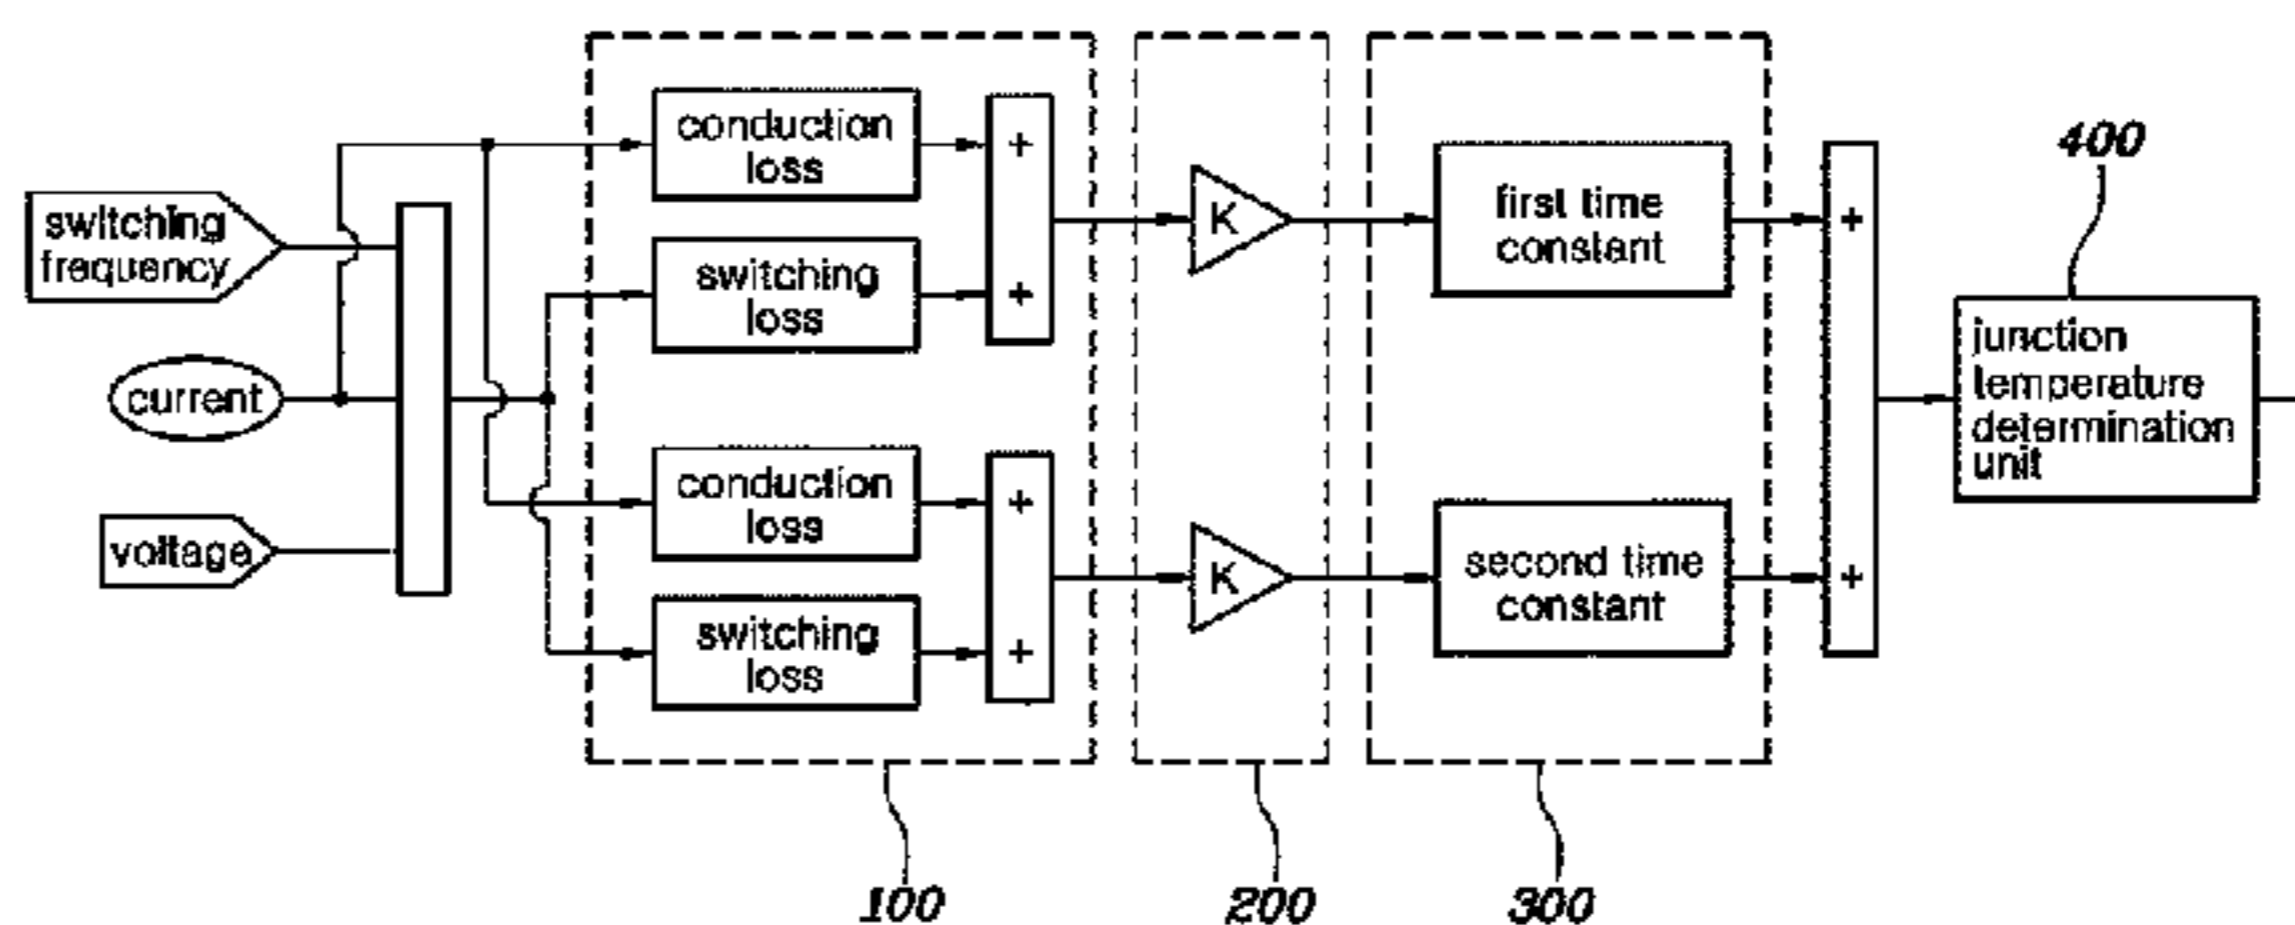 switching
frequency
current
voltage
conduction
loss
+
switching
loss
+
conduction
loss
+
switching
loss
+
K
K
first time
constant
second time
constant
+
+
400
junction
temperature
determination
unit
100
200
300